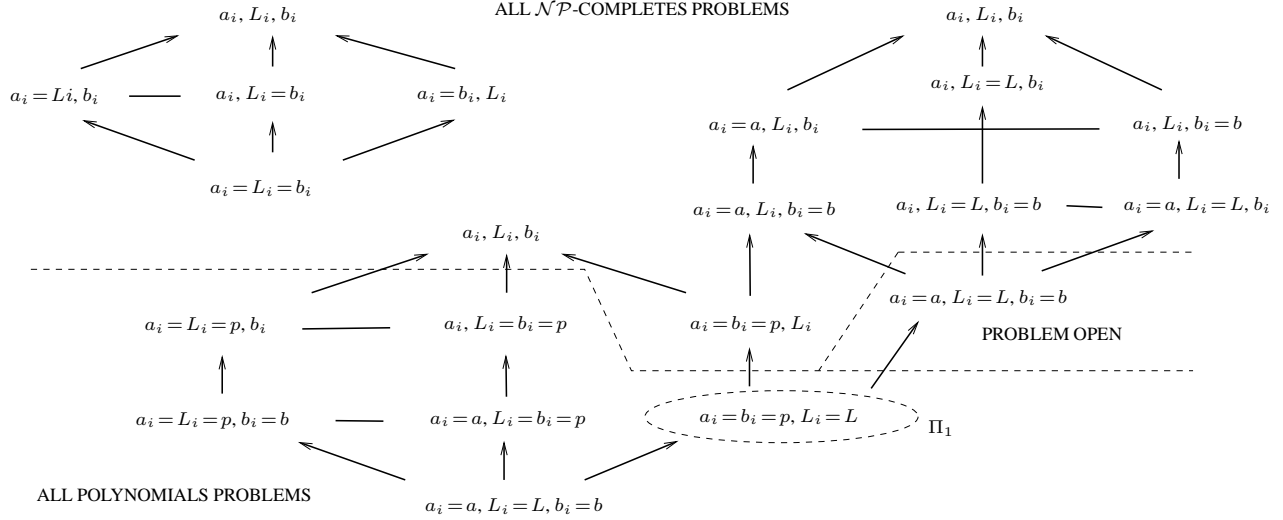 ALL NP-COMPLETES PROBLEMS
a_i, L_i, b_i
a_i = Li, b_i
a_i, L_i = b_i
a_i = b_i, L_i
a_i = L_i = b_i
a_i, L_i, b_i
a_i, L_i = L, b_i
a_i = a, L_i, b_i
a_i, L_i, b_i = b
a_i = a, L_i, b_i = b
a_i, L_i = L, b_i = b
a_i = a, L_i = L, b_i
a_i, L_i, b_i
a_i = a, L_i = L, b_i = b
PROBLEM OPEN
a_i = L_i = p, b_i
a_i, L_i = b_i = p
a_i = b_i = p, L_i
a_i = L_i = p, b_i = b
a_i = a, L_i = b_i = p
a_i = b_i = p, L_i = L
Π_1
ALL POLYNOMIALS PROBLEMS
a_i = a, L_i = L, b_i = b